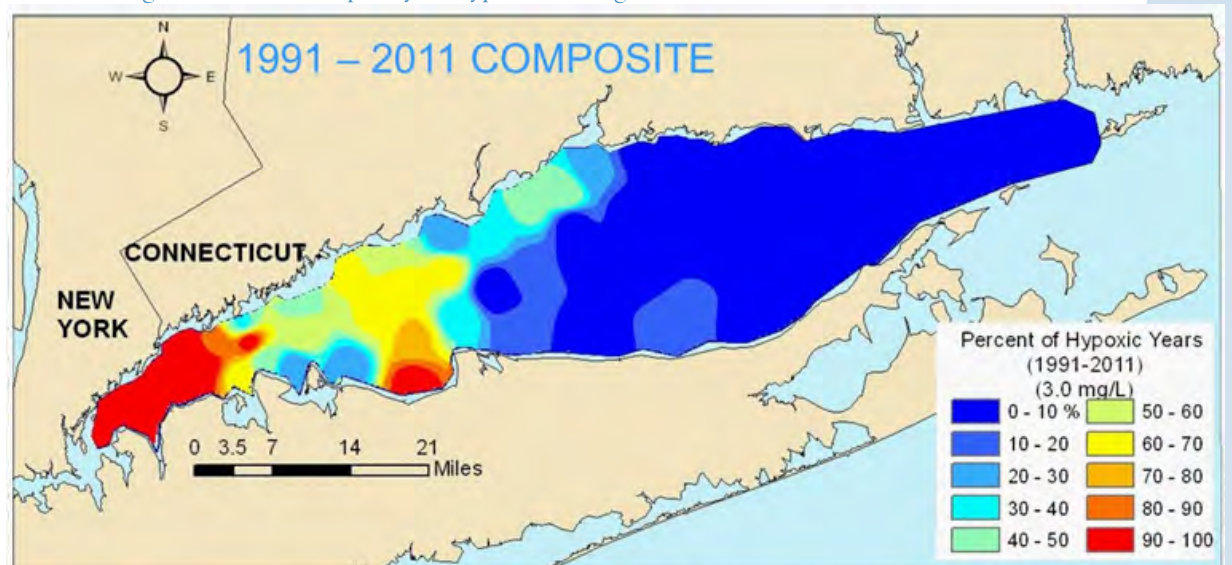 N
W E
S
1991 – 2011 COMPOSITE
CONNECTICUT
NEW
YORK
0 3.5 7 14 21
Miles
Percent of Hypoxic Years
(1991-2011)
(3.0 mg/L)
0 - 10 % 50 - 60
10 - 20 60 - 70
20 - 30 70 - 80
30 - 40 80 - 90
40 - 50 90 - 100